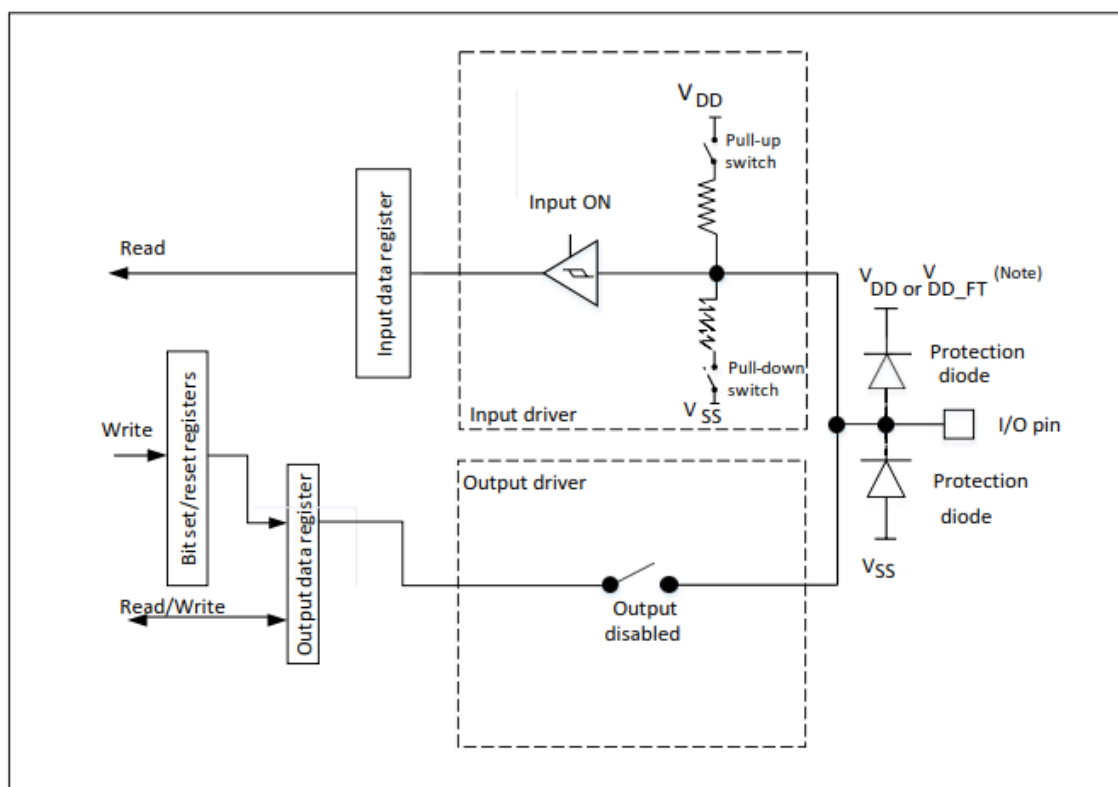 V DD
Pull-up
switch
Input ON
Read
Input data register
V DD or V DD_FT (Note)
Protection
diode
Pull-down
switch
V SS
Input driver
I/O pin
Write
Bit set/reset registers
Output data register
Output driver
Protection
diode
VSS
Read/Write
Output
disabled